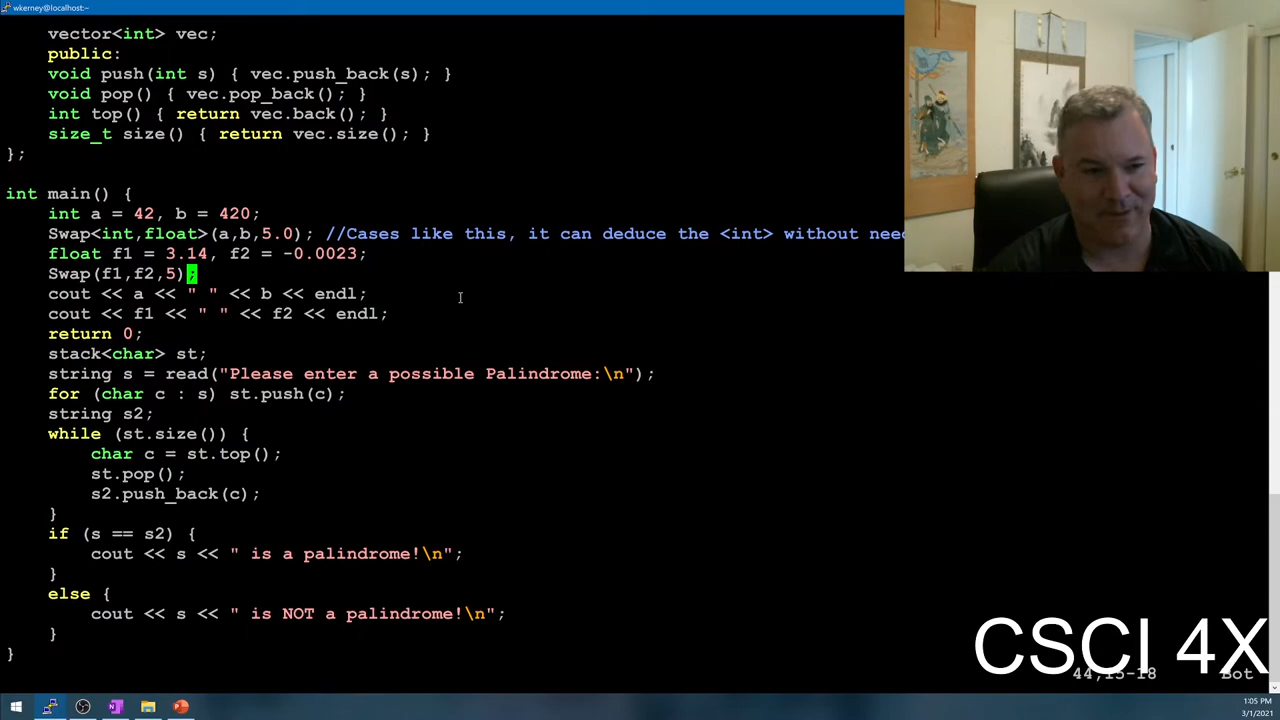 wkerney@localhost:~
vector<int> vec;
public:
void push(int s) { vec.push_back(s); }
void pop() { vec.pop_back(); }
int top() { return vec.back(); }
size_t size() { return vec.size(); }
};
int main() {
int a = 42, b = 420;
Swap<int,float>(a,b,5.0); //Cases like this, it can deduce the <int> without nee
float f1 = 3.14, f2 = -0.0023;
Swap(f1,f2,5);
cout << a << " " << b << endl;
cout << f1 << " " << f2 << endl;
return 0;
stack<char> st;
string s = read("Please enter a possible Palindrome:\n");
for (char c : s) st.push(c);
string s2;
while (st.size()) {
char c = st.top();
st.pop();
s2.push_back(c);
}
if (s == s2) {
cout << s << " is a palindrome!\n";
}
else {
cout << s << " is NOT a palindrome!\n";
}
}
CSCI 4X
44,15-18 Bot
1:05 PM
3/1/2021